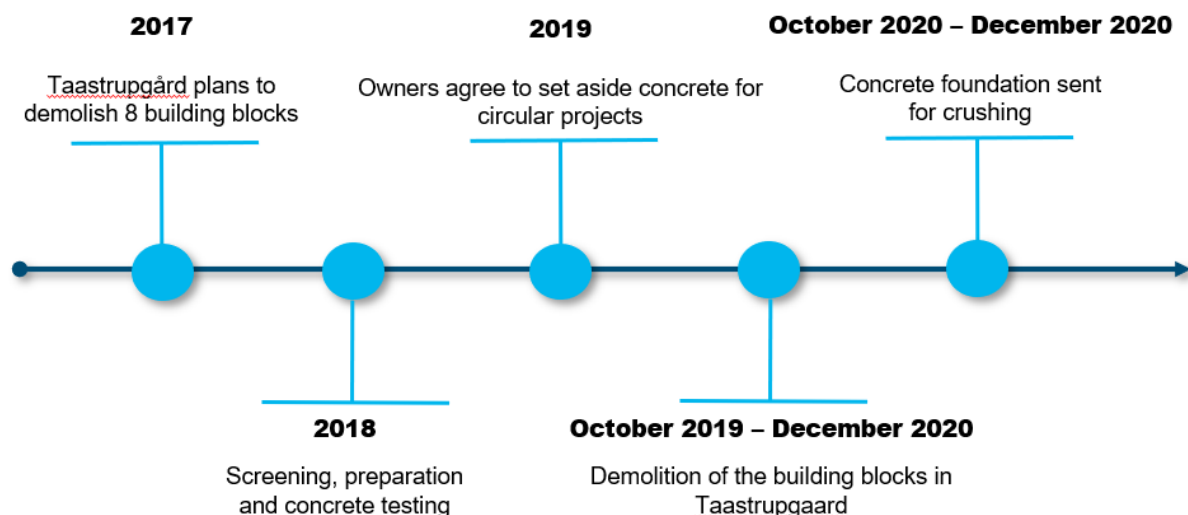 2017
Taastrupgård plans to
demolish 8 building blocks
2018
Screening, preparation
and concrete testing
2019
Owners agree to set aside concrete for
circular projects
October 2019 – December 2020
Demolition of the building blocks in
Taastrupgaard
October 2020 – December 2020
Concrete foundation sent
for crushing